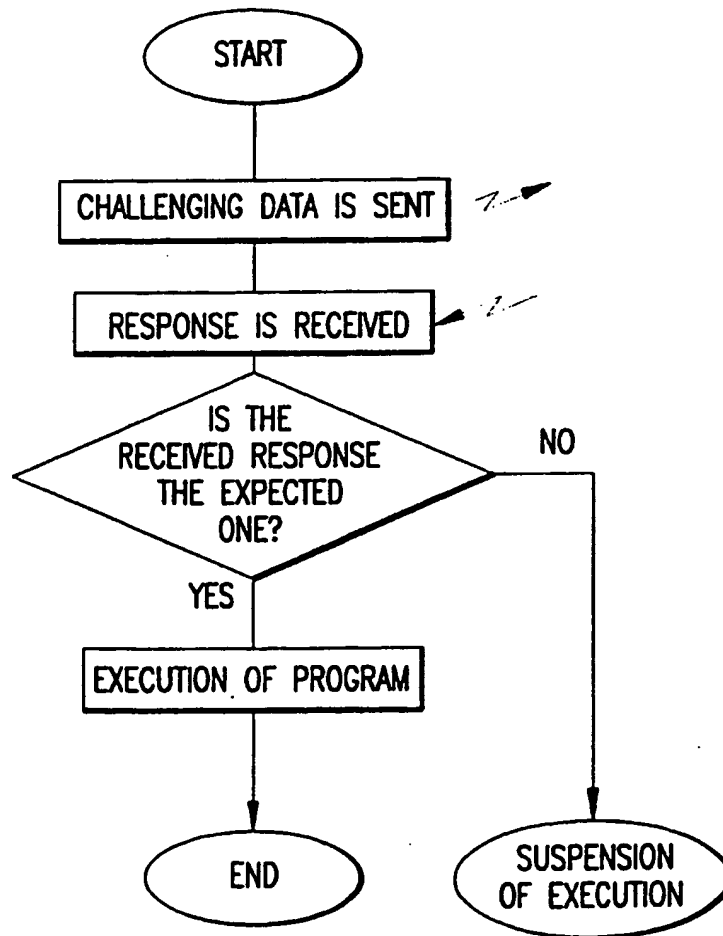 START
CHALLENGING DATA IS SENT
RESPONSE IS RECEIVED
IS THE
RECEIVED RESPONSE
THE EXPECTED
ONE?
NO
YES
EXECUTION OF PROGRAM
END
SUSPENSION
OF EXECUTION